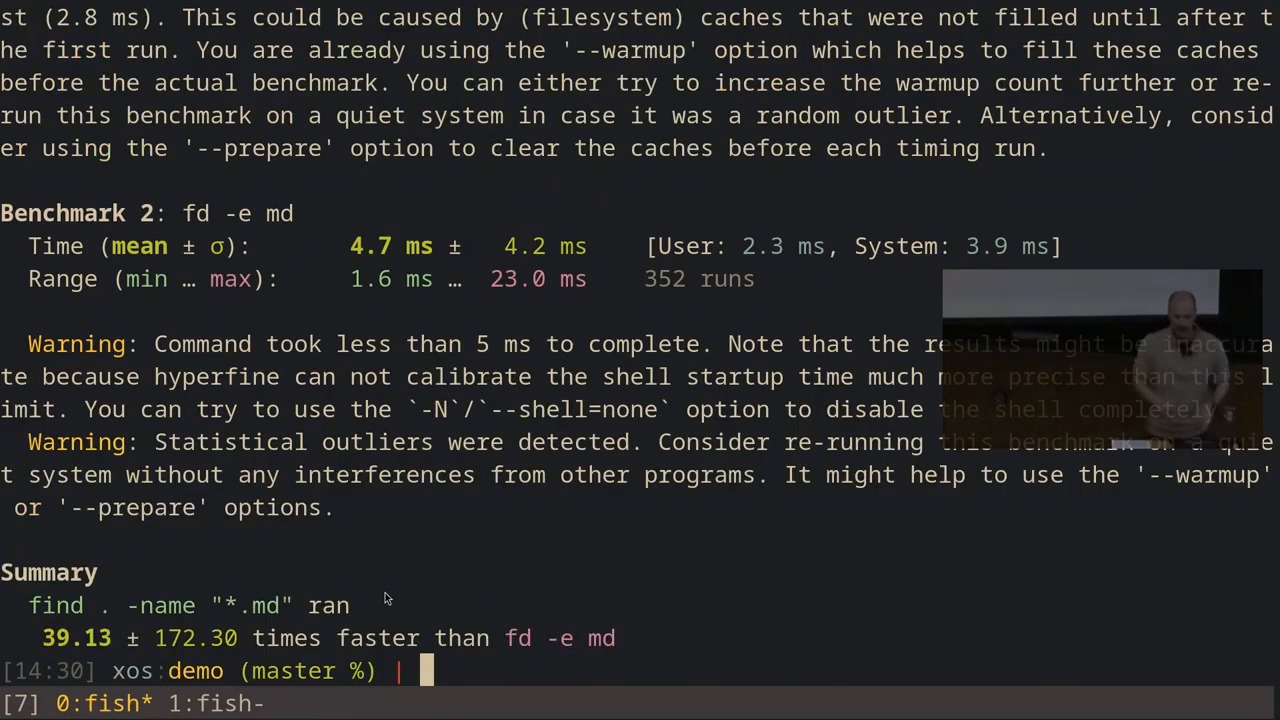 st (2.8 ms). This could be caused by (filesystem) caches that were not filled until after t
he first run. You are already using the '--warmup' option which helps to fill these caches
before the actual benchmark. You can either try to increase the warmup count further or re-
run this benchmark on a quiet system in case it was a random outlier. Alternatively, consid
er using the '--prepare' option to clear the caches before each timing run.
Benchmark 2: fd -e md
Time (mean ± σ): 4.7 ms ± 4.2 ms [User: 2.3 ms, System: 3.9 ms]
Range (min … max): 1.6 ms … 23.0 ms 352 runs
Warning: Command took less than 5 ms to complete. Note that the results might be inaccura
te because hyperfine can not calibrate the shell startup time much more precise than this l
imit. You can try to use the `-N`/`--shell=none` option to disable the shell completely.
Warning: Statistical outliers were detected. Consider re-running this benchmark on a quie
t system without any interferences from other programs. It might help to use the '--warmup'
or '--prepare' options.
Summary
find . -name "*.md" ran
39.13 ± 172.30 times faster than fd -e md
[14:30] xos:demo (master %) |
[7] 0:fish* 1:fish-